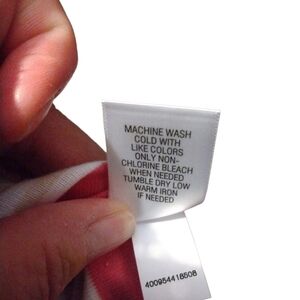 MACHINE WASH
COLD WITH
LIKE COLORS
ONLY NON-
CHLORINE BLEACH
WHEN NEEDED
TUMBLE DRY LOW
WARM IRON
IF NEEDED
400954418508